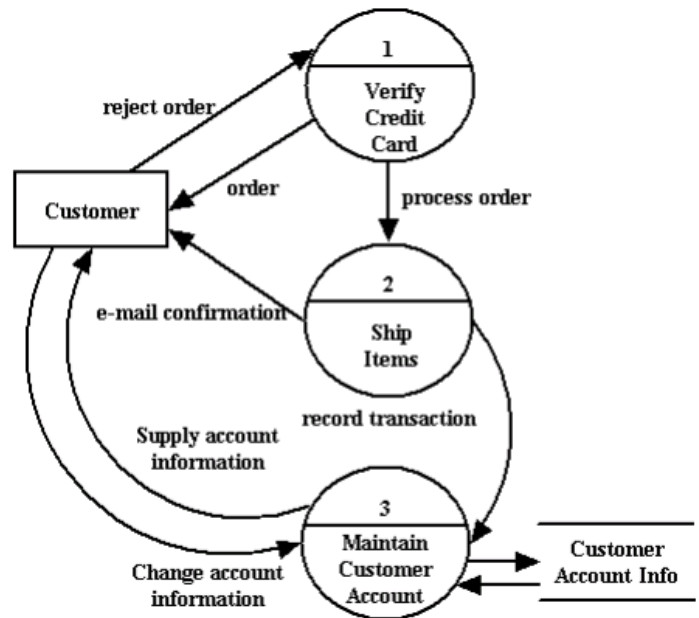 1
Verify
Credit
Card
reject order
order
Customer
process order
2
Ship
Items
e-mail confirmation
record transaction
Supply account
information
3
Maintain
Customer
Account
Change account
information
Customer
Account Info